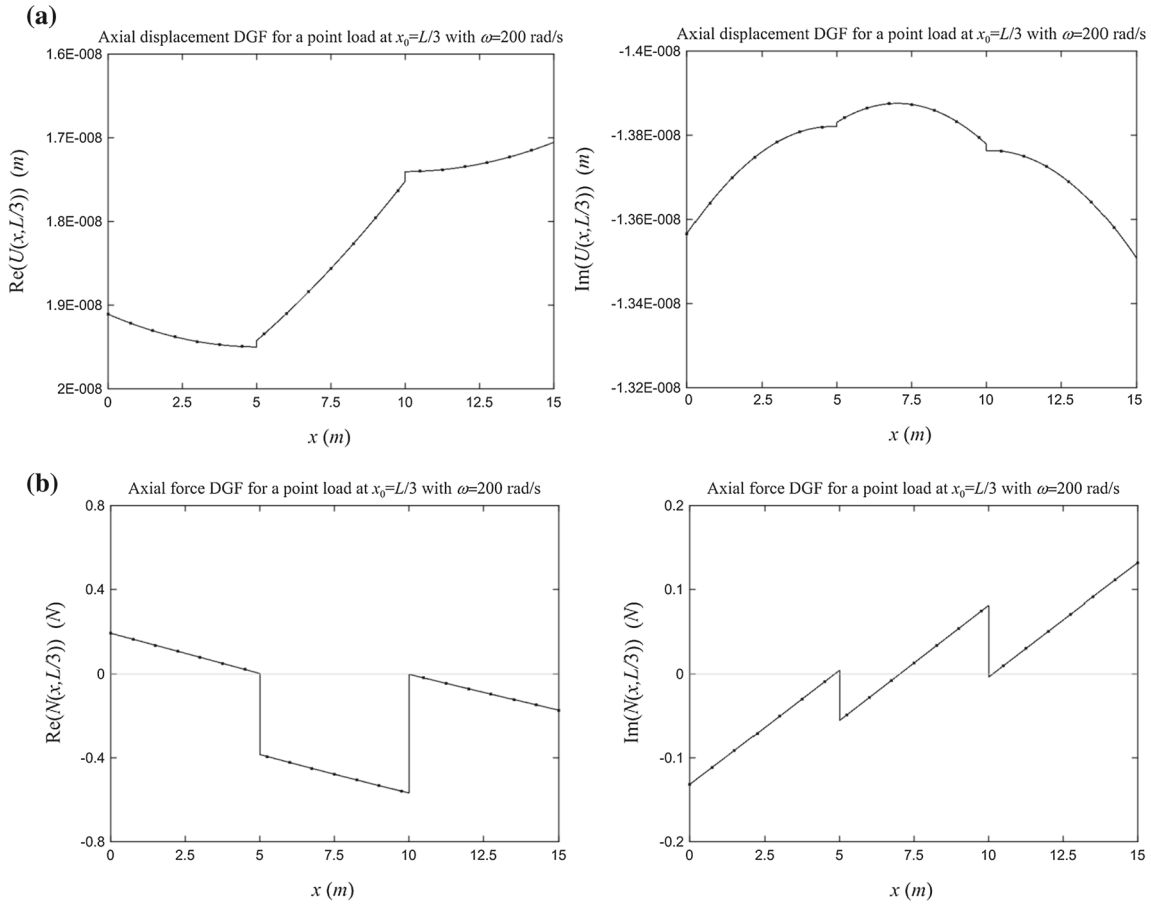 (a)
Axial displacement DGF for a point load at x₀=L/3 with ω=200 rad/s
1.6E-008
1.7E-008
1.8E-008
1.9E-008
2E-008
Re(U(x,L/3)) (m)
0 2.5 5 7.5 10 12.5 15
x (m)
Axial displacement DGF for a point load at x₀=L/3 with ω=200 rad/s
-1.4E-008
-1.38E-008
-1.36E-008
-1.34E-008
-1.32E-008
Im(U(x,L/3)) (m)
0 2.5 5 7.5 10 12.5 15
x (m)
(b)
Axial force DGF for a point load at x₀=L/3 with ω=200 rad/s
0.8
0.4
0
-0.4
-0.8
Re(N(x,L/3)) (N)
0 2.5 5 7.5 10 12.5 15
x (m)
Axial force DGF for a point load at x₀=L/3 with ω=200 rad/s
0.2
0.1
0
-0.1
-0.2
Im(N(x,L/3)) (N)
0 2.5 5 7.5 10 12.5 15
x (m)